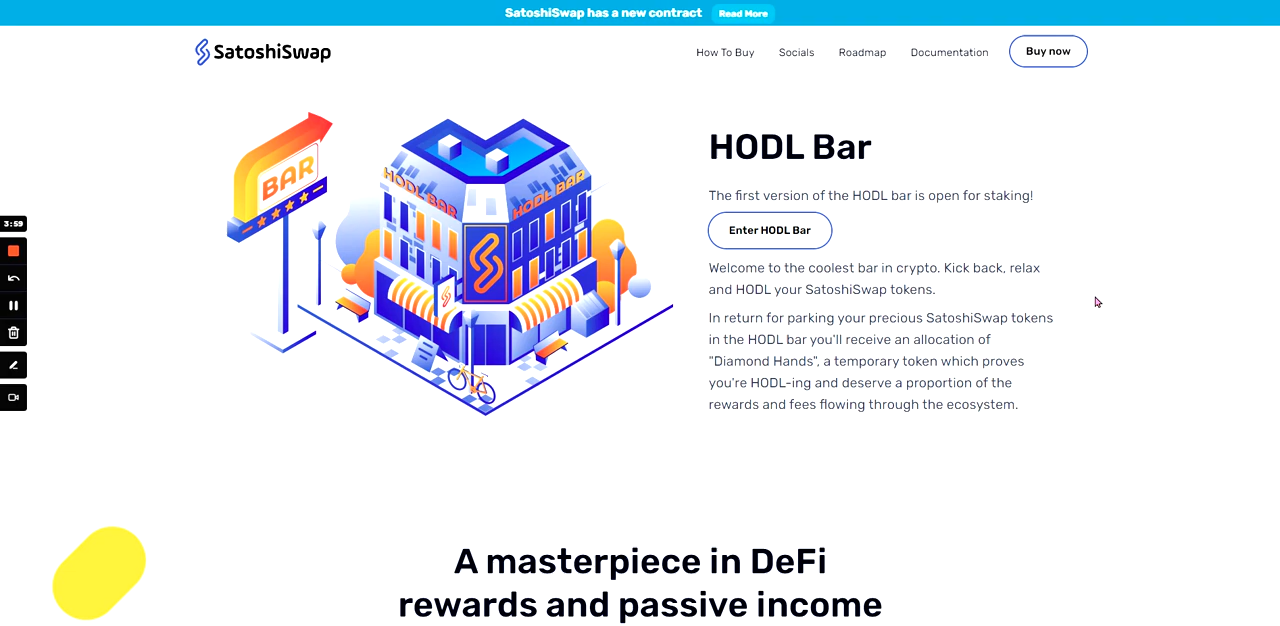 SatoshiSwap has a new contract Read More
SatoshiSwap
How To Buy Socials Roadmap Documentation Buy now
BAR
HODL BAR HODL BAR
HODL Bar
The first version of the HODL bar is open for staking!
Enter HODL Bar
Welcome to the coolest bar in crypto. Kick back, relax
and HODL your SatoshiSwap tokens.
In return for parking your precious SatoshiSwap tokens
in the HODL bar you'll receive an allocation of
"Diamond Hands", a temporary token which proves
you're HODL-ing and deserve a proportion of the
rewards and fees flowing through the ecosystem.
3:59
A masterpiece in DeFi
rewards and passive income